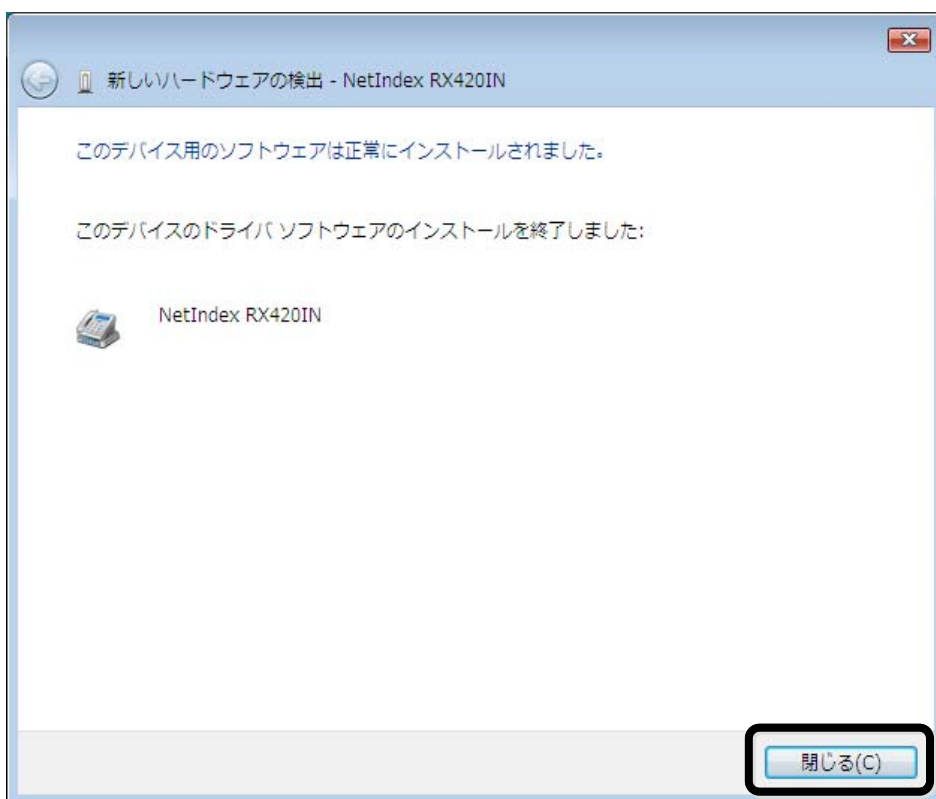 新しいハードウェアの検出 - NetIndex RX420IN
このデバイス用のソフトウェアは正常にインストールされました。
このデバイスのドライバ ソフトウェアのインストールを終了しました:
NetIndex RX420IN
閉じる(C)